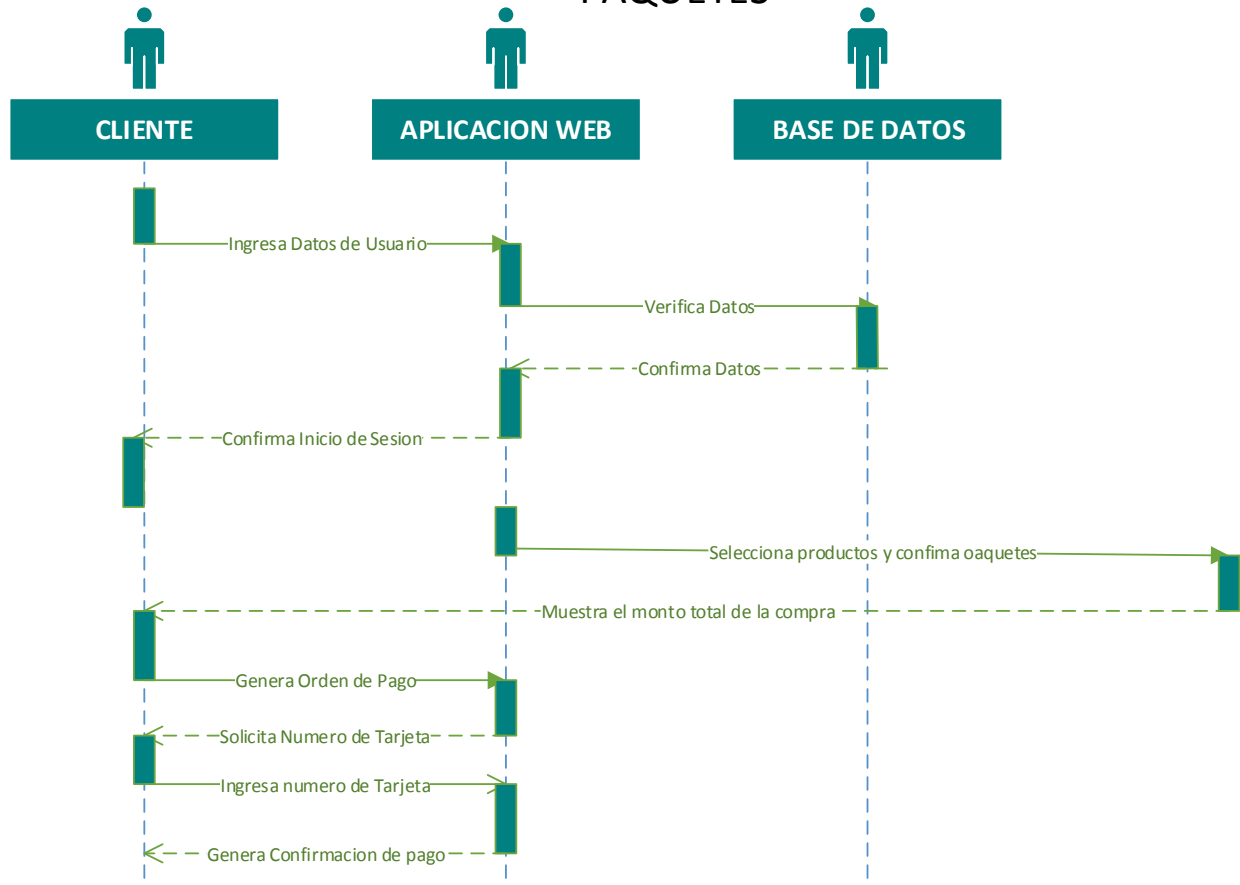 PAQUETES
CLIENTE
APLICACION WEB
BASE DE DATOS
Ingresa Datos de Usuario
Verifica Datos
Confirma Datos
Confirma Inicio de Sesion
Selecciona productos y confima oaquetes
Muestra el monto total de la compra
Genera Orden de Pago
Solicita Numero de Tarjeta
Ingresa numero de Tarjeta
Genera Confirmacion de pago